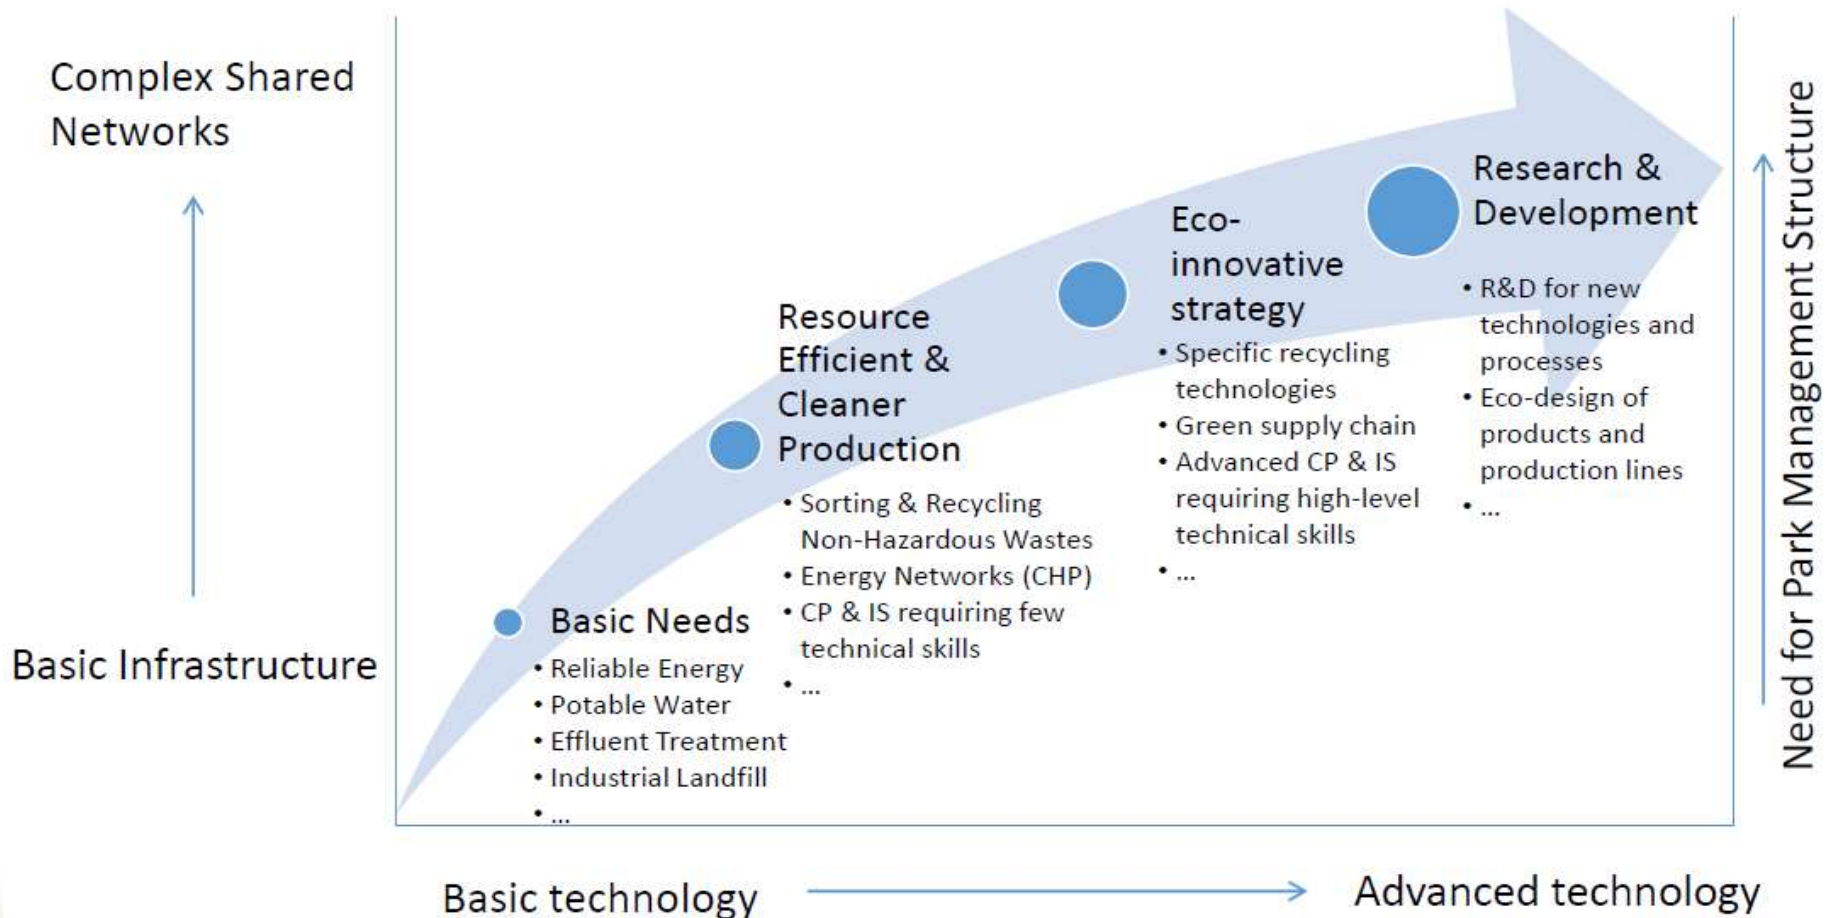 Complex Shared
Networks
Basic Infrastructure
Basic Needs
• Reliable Energy
• Potable Water
• Effluent Treatment
• Industrial Landfill
• ...
Resource
Efficient &
Cleaner
Production
• Sorting & Recycling
Non-Hazardous Wastes
• Energy Networks (CHP)
• CP & IS requiring few
technical skills
• ...
Eco-
innovative
strategy
• Specific recycling
technologies
• Green supply chain
• Advanced CP & IS
requiring high-level
technical skills
• ...
Research &
Development
• R&D for new
technologies and
processes
• Eco-design of
products and
production lines
• ...
Need for Park Management Structure
Basic technology
Advanced technology